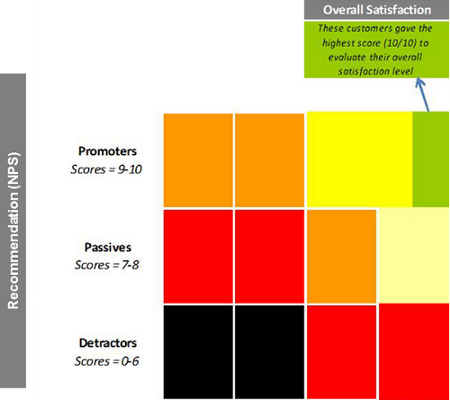 Overall Satisfaction
These customers gave the
highest score (10/10) to
evaluate their overall
satisfaction level
Recommendation (NPS)
Promoters
Scores = 9-10
Passives
Scores = 7-8
Detractors
Scores = 0-6